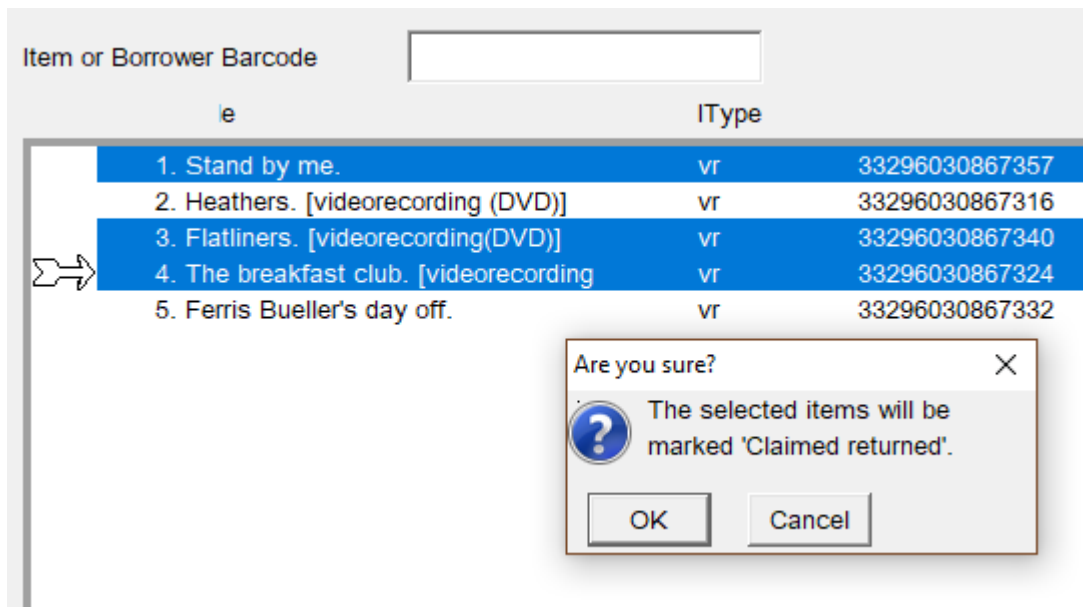 Item or Borrower Barcode
le IType
1. Stand by me. vr 33296030867357
2. Heathers. [videorecording (DVD)] vr 33296030867316
3. Flatliners. [videorecording(DVD)] vr 33296030867340
4. The breakfast club. [videorecording vr 33296030867324
5. Ferris Bueller's day off. vr 33296030867332
Are you sure?
The selected items will be
marked 'Claimed returned'.
OK Cancel